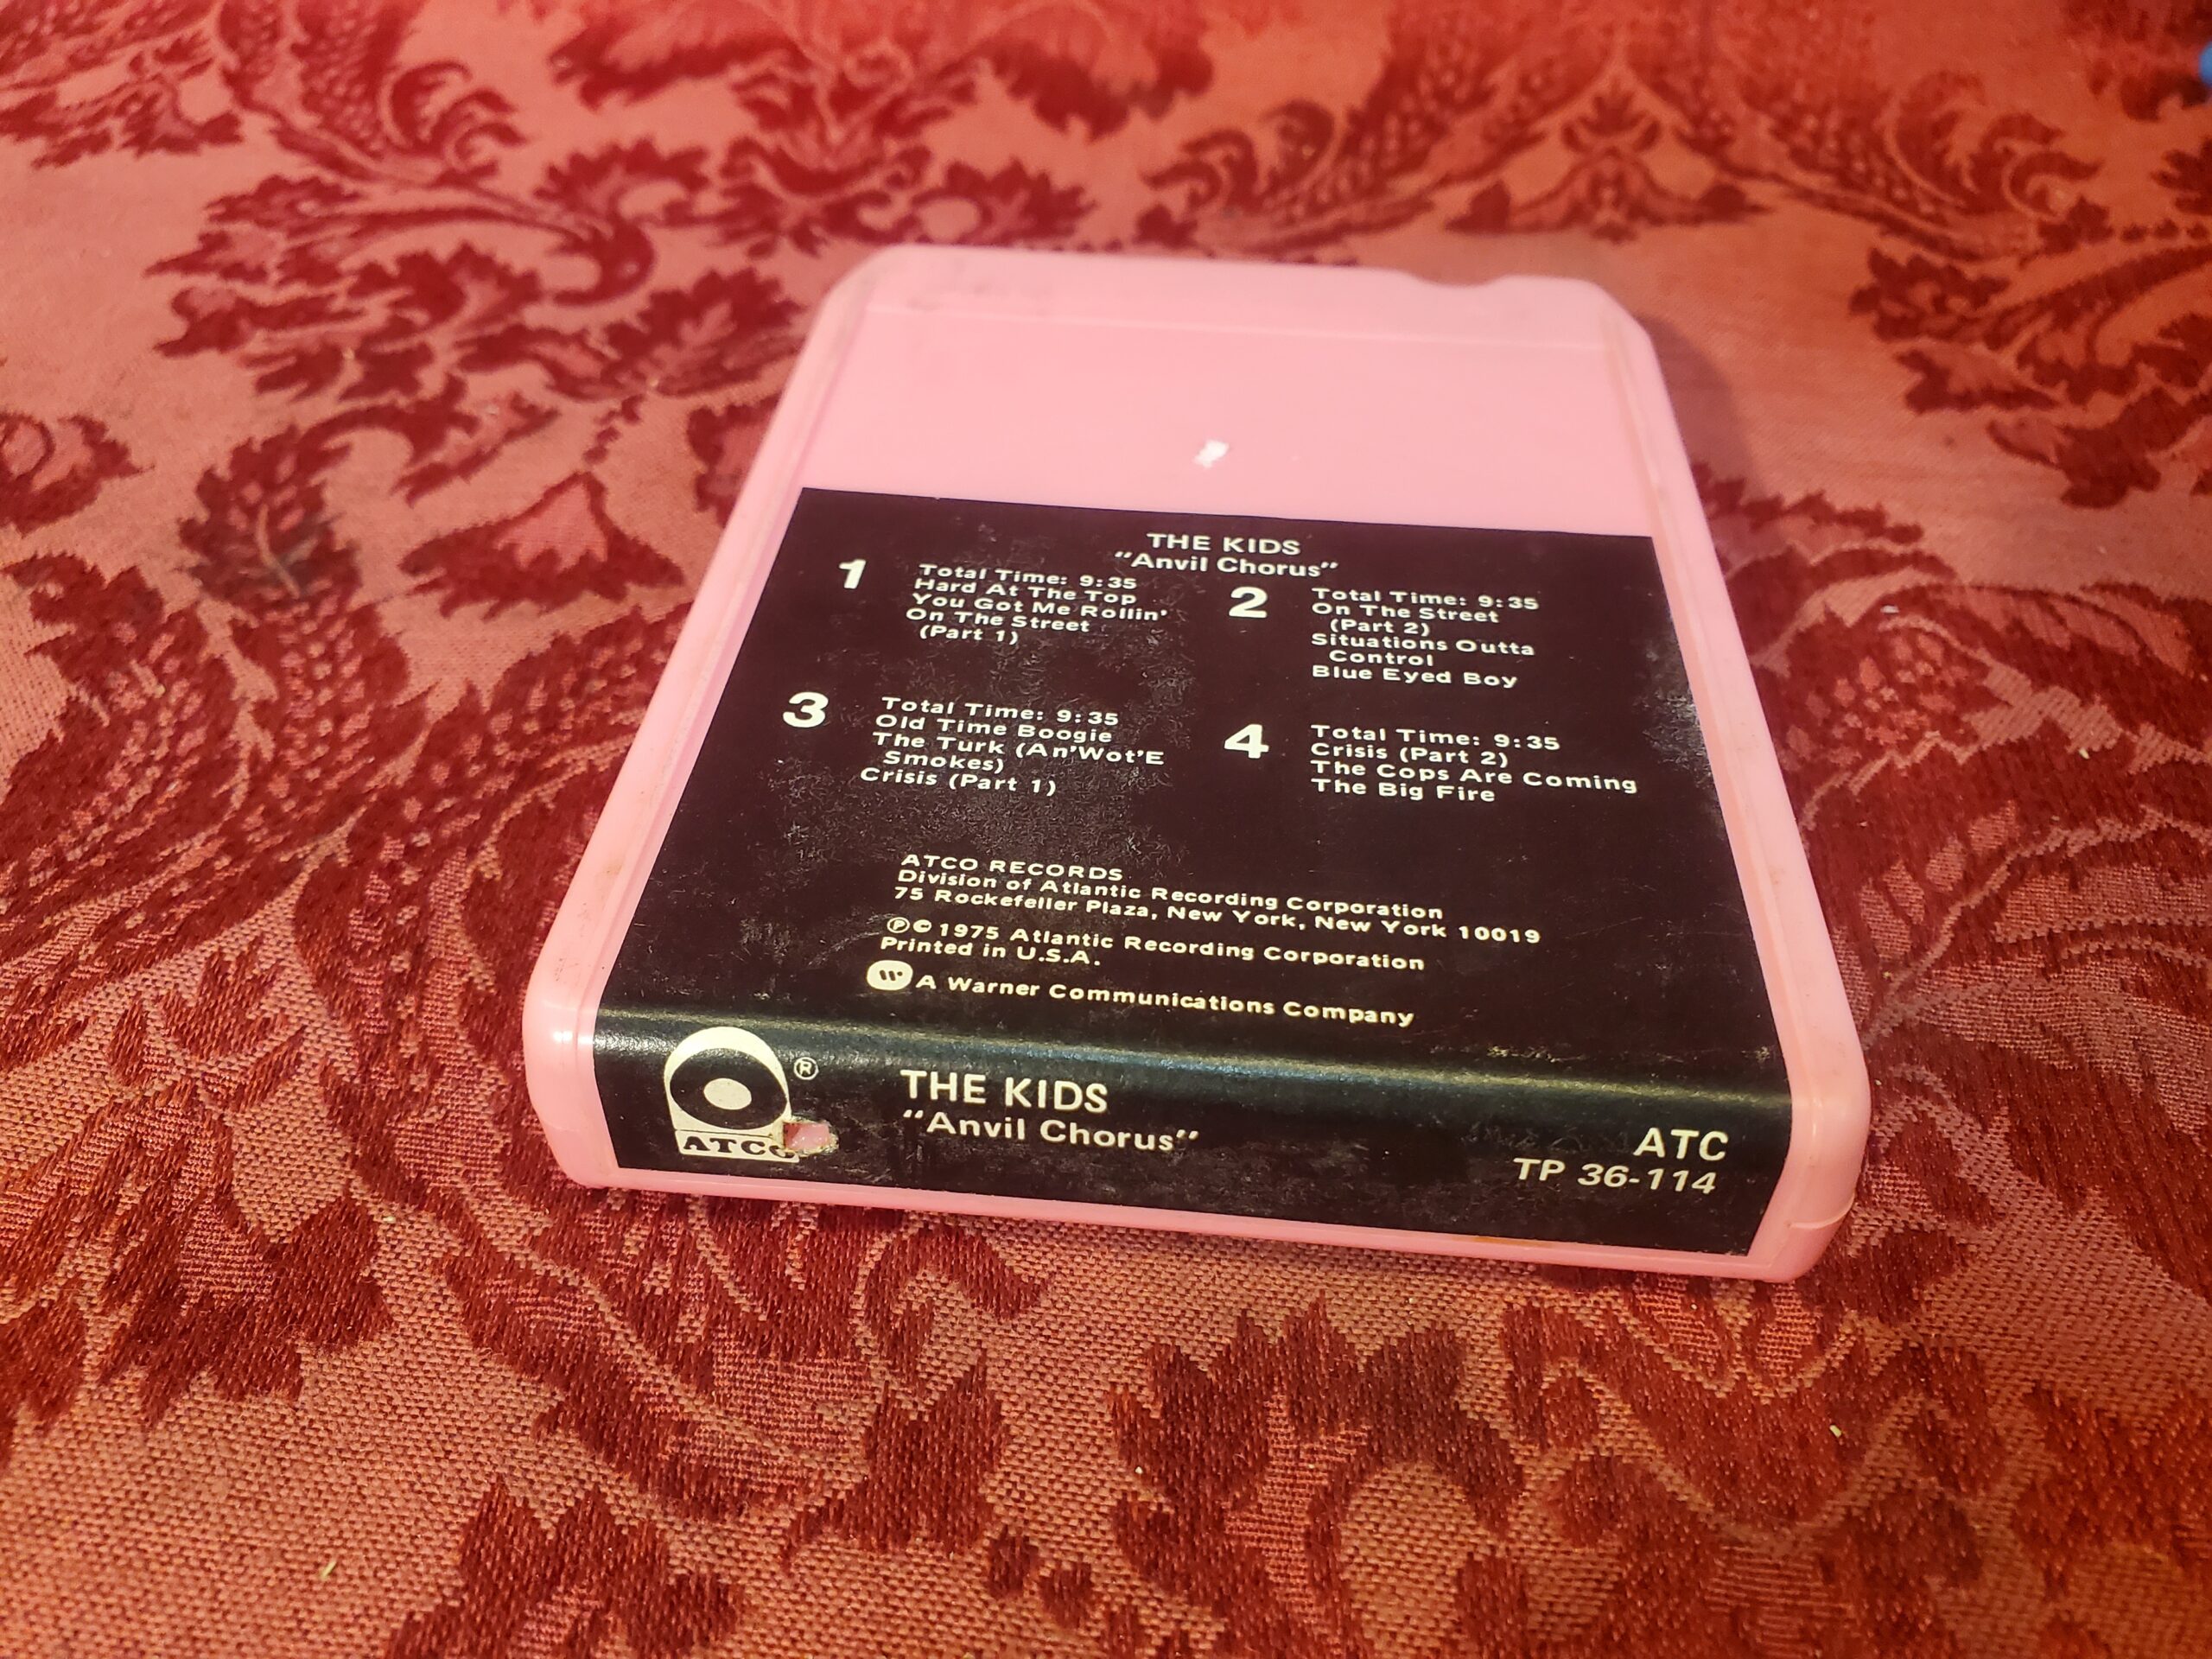 THE KIDS
"Anvil Chorus"
1
Total Time: 9:35
Hard At The Top
You Got Me Rollin'
On The Street
(Part 1)
2
Total Time: 9:35
On The Street
(Part 2)
Situations Outta
Control
Blue Eyed Boy
3
Total Time: 9:35
Old Time Boogie
The Turk (An'Wot'E
Smokes)
Crisis (Part 1)
4
Total Time: 9:35
Crisis (Part 2)
The Cops Are Coming
The Big Fire
ATCO RECORDS
Division of Atlantic Recording Corporation
75 Rockefeller Plaza, New York, New York 10019
℗© 1975 Atlantic Recording Corporation
Printed in U.S.A.
W A Warner Communications Company
ATCO ®
THE KIDS
"Anvil Chorus"
ATC
TP 36-114